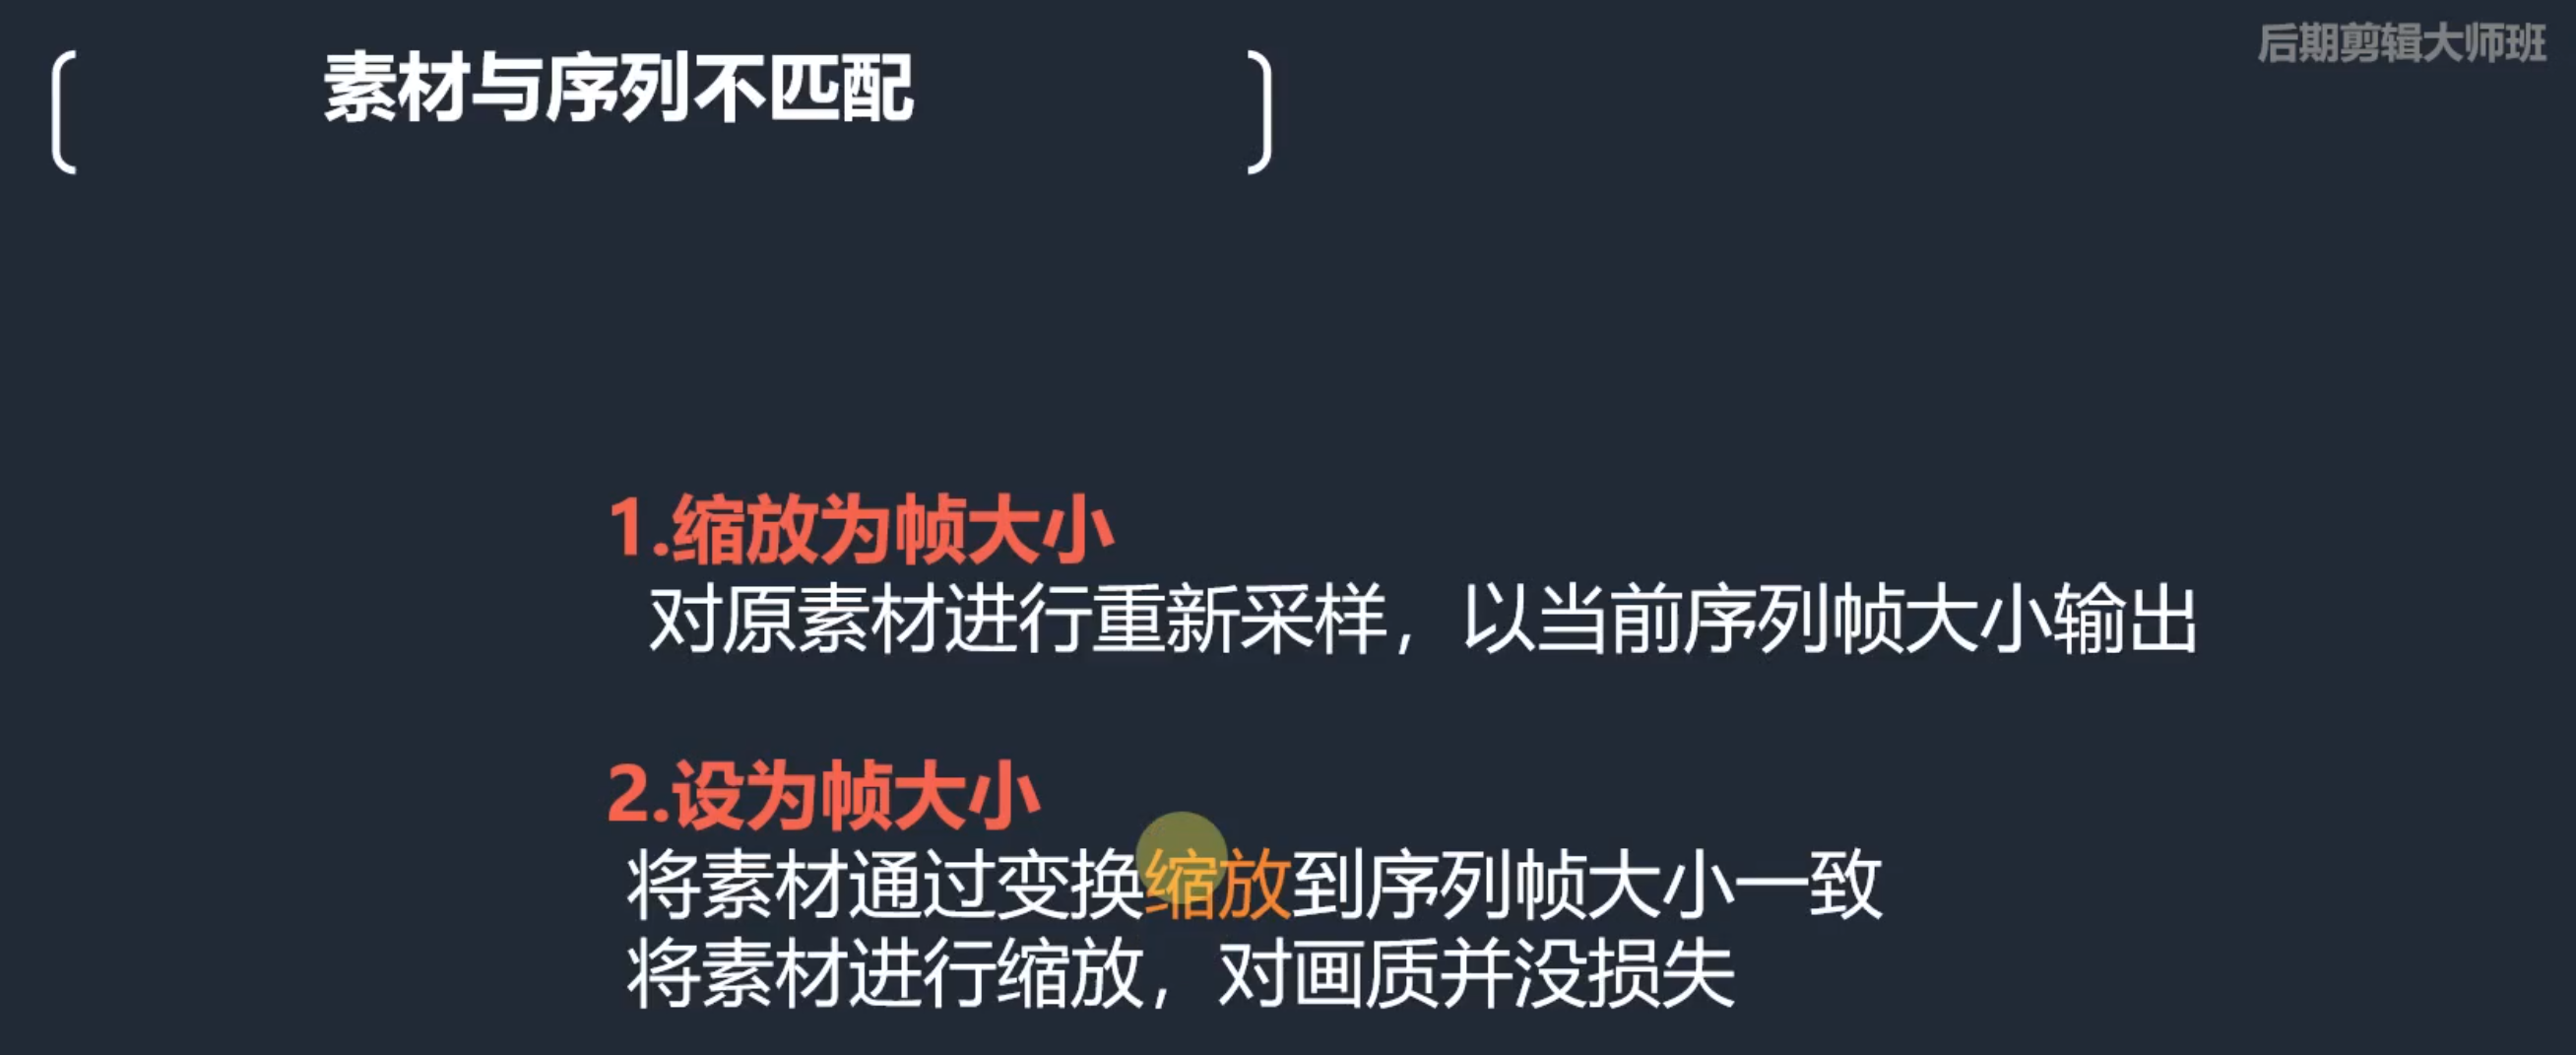 后期剪辑大师班
素材与序列不匹配
1.缩放为帧大小
对原素材进行重新采样，以当前序列帧大小输出
2.设为帧大小
将素材通过变换缩放到序列帧大小一致
将素材进行缩放，对画质并没损失